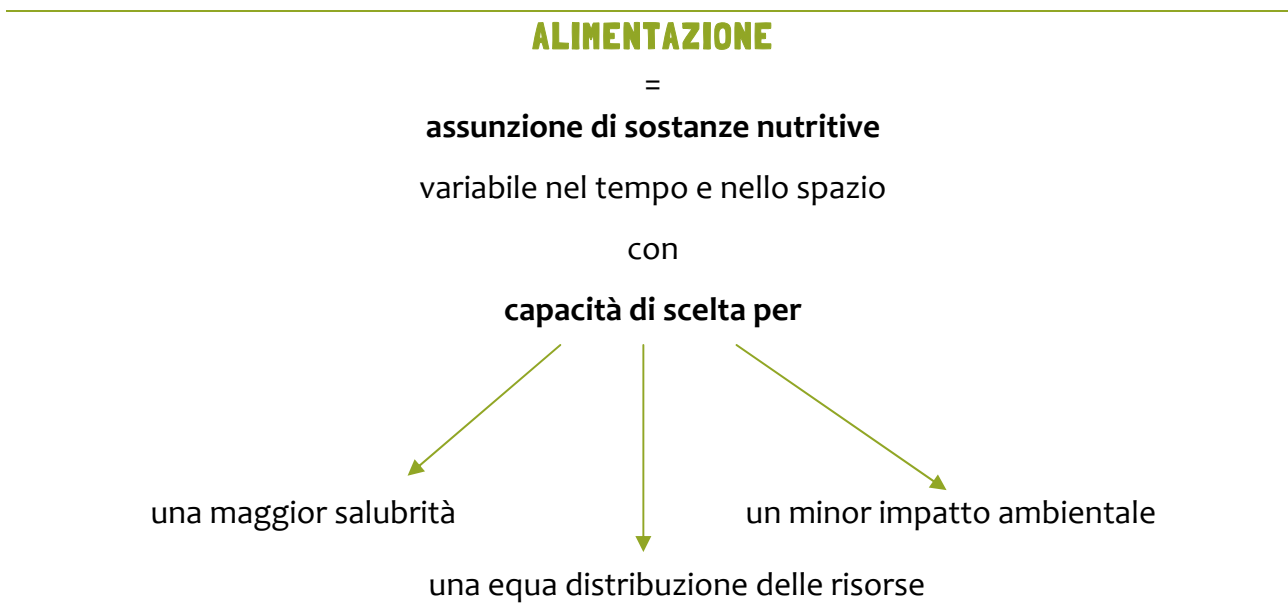 ALIMENTAZIONE
=
assunzione di sostanze nutritive
variabile nel tempo e nello spazio
con
capacità di scelta per
una maggior salubrità
un minor impatto ambientale
una equa distribuzione delle risorse